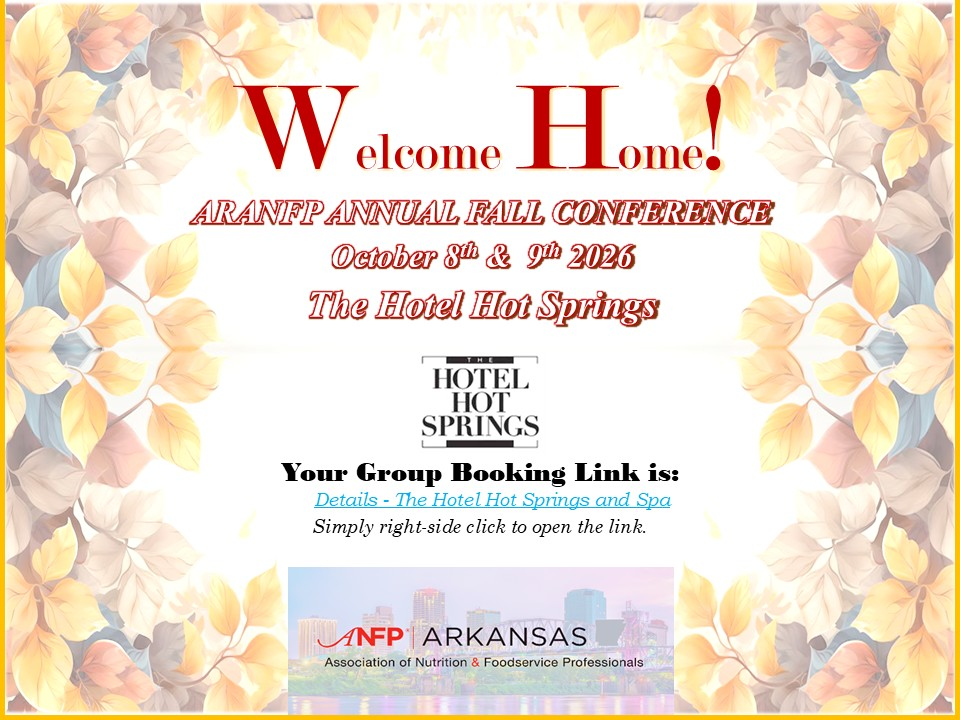 Welcome Home!
ARANFP ANNUAL FALL CONFERENCE
October 8th & 9th 2026
The Hotel Hot Springs
THE
HOTEL
HOT
SPRINGS
Your Group Booking Link is:
Details - The Hotel Hot Springs and Spa
Simply right-side click to open the link.
ANFP | ARKANSAS
Association of Nutrition & Foodservice Professionals